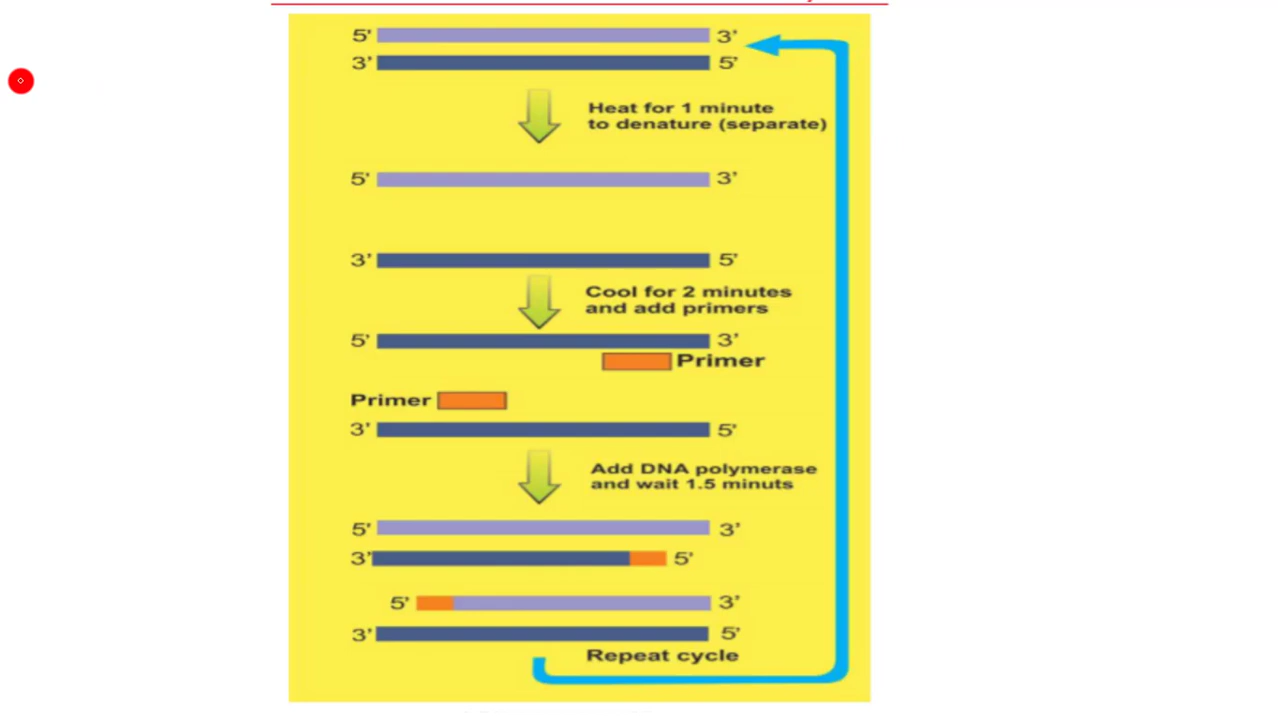 5' 3'
3' 5'
Heat for 1 minute
to denature (separate)
5' 3'
3' 5'
Cool for 2 minutes
and add primers
5' 3'
Primer
Primer
3' 5'
Add DNA polymerase
and wait 1.5 minuts
5' 3'
3' 5'
5' 3'
3' 5'
Repeat cycle